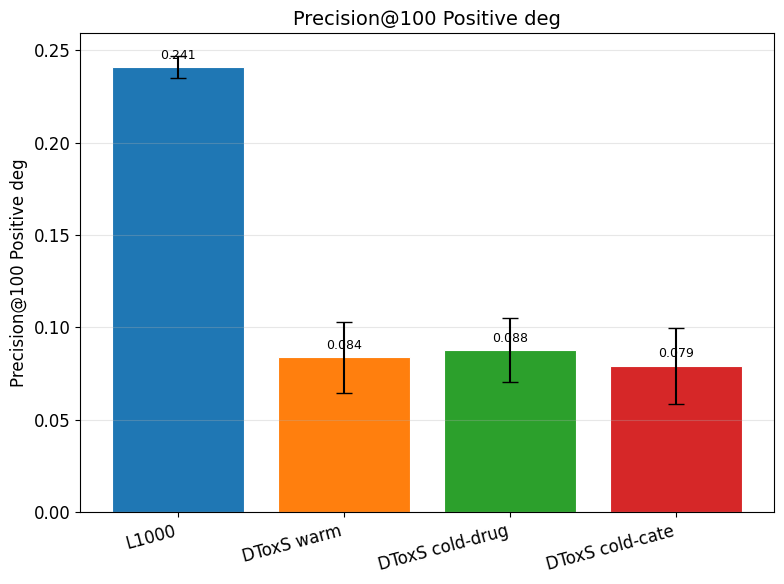 Precision@100 Positive deg
Precision@100 Positive deg
0.25
0.20
0.15
0.10
0.05
0.00
0.241
0.084
0.088
0.079
L1000
DToxS warm
DToxS cold-drug
DToxS cold-cate